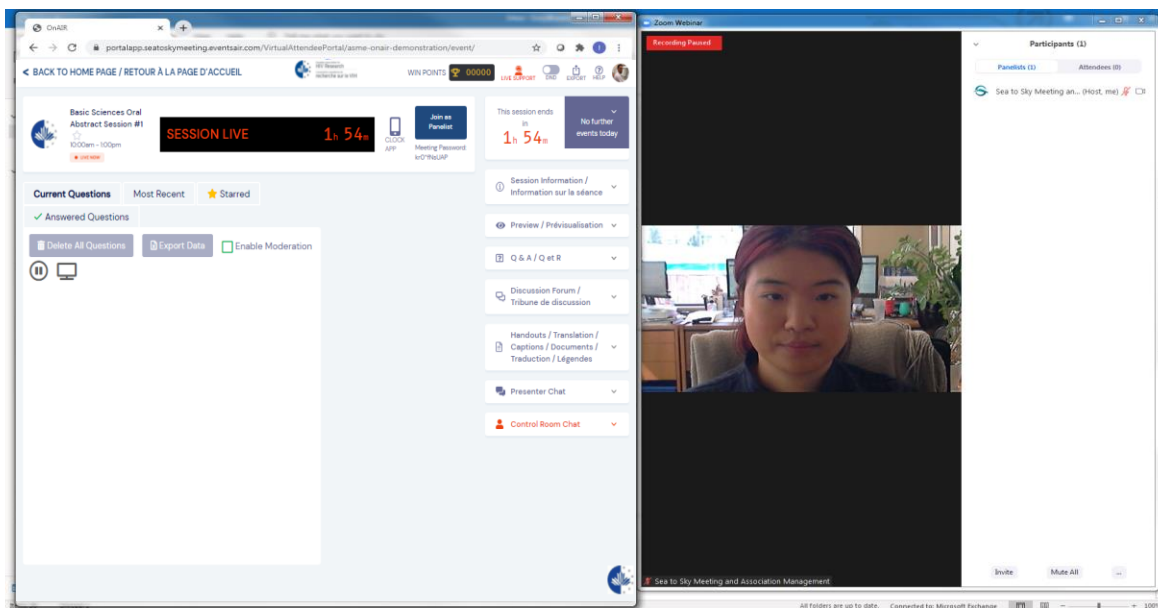 OnAIR
portalapp.seatoskymeeting.eventsair.com/VirtualAttendeePortal/asme-onair-demonstration/event/
< BACK TO HOME PAGE / RETOUR À LA PAGE D'ACCUEIL
WIN POINTS 00000
LIVE SUPPORT
EXPORT
HELP
Basic Sciences Oral
Abstract Session #1
10:00am - 1:00pm
LIVE NOW
SESSION LIVE
1h 54m
CLOCK
APP
Join as
Panelist
Meeting Password
This session ends
in
1h 54m
No further
events today
Current Questions
Most Recent
Starred
Answered Questions
Delete All Questions
Export Data
Enable Moderation
Session Information /
Information sur la séance
Preview / Prévisualisation
Q & A / Q et R
Discussion Forum /
Tribune de discussion
Handouts / Translation /
Captions / Documents /
Traduction / Légendes
Presenter Chat
Control Room Chat
Zoom Webinar
Recording Paused
Sea to Sky Meeting and Association Management
Participants (1)
Panelists (1)
Attendees (0)
Sea to Sky Meeting an... (Host, me)
Invite
Mute All
...
All folders are up to date.
Connected to: Microsoft Exchange